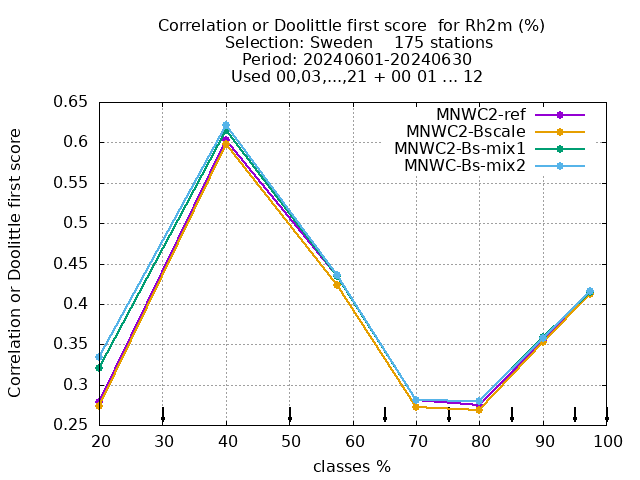 Correlation or Doolittle first score  for Rh2m (%)
Selection: Sweden    175 stations
Period: 20240601-20240630
Used 00,03,...,21 + 00 01 ... 12
MNWC2-ref
MNWC2-Bscale
MNWC2-Bs-mix1
MNWC-Bs-mix2
Correlation or Doolittle first score
0.65
0.6
0.55
0.5
0.45
0.4
0.35
0.3
0.25
20 30 40 50 60 70 80 90 100
classes %